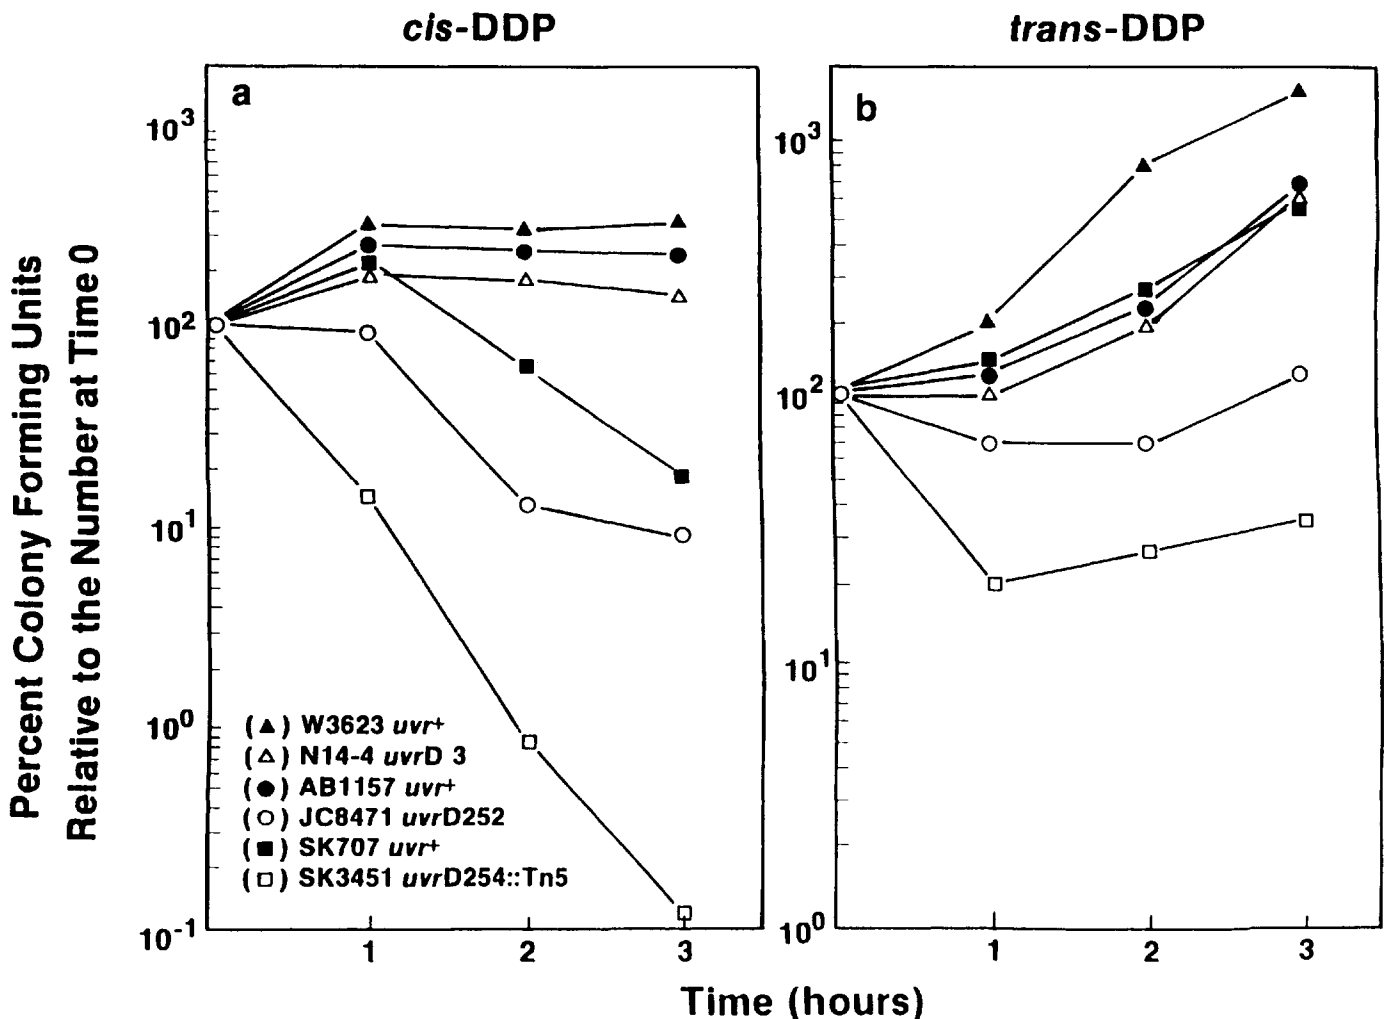 cis-DDP
trans-DDP
a
b
Percent Colony Forming Units
Relative to the Number at Time 0
10³
10²
10¹
10⁰
10⁻¹
(▲) W3623 uvr⁺
(△) N14-4 uvrD 3
(●) AB1157 uvr⁺
(○) JC8471 uvrD252
(■) SK707 uvr⁺
(□) SK3451 uvrD254::Tn5
1 2 3
10³
10²
10¹
10⁰
1 2 3
Time (hours)